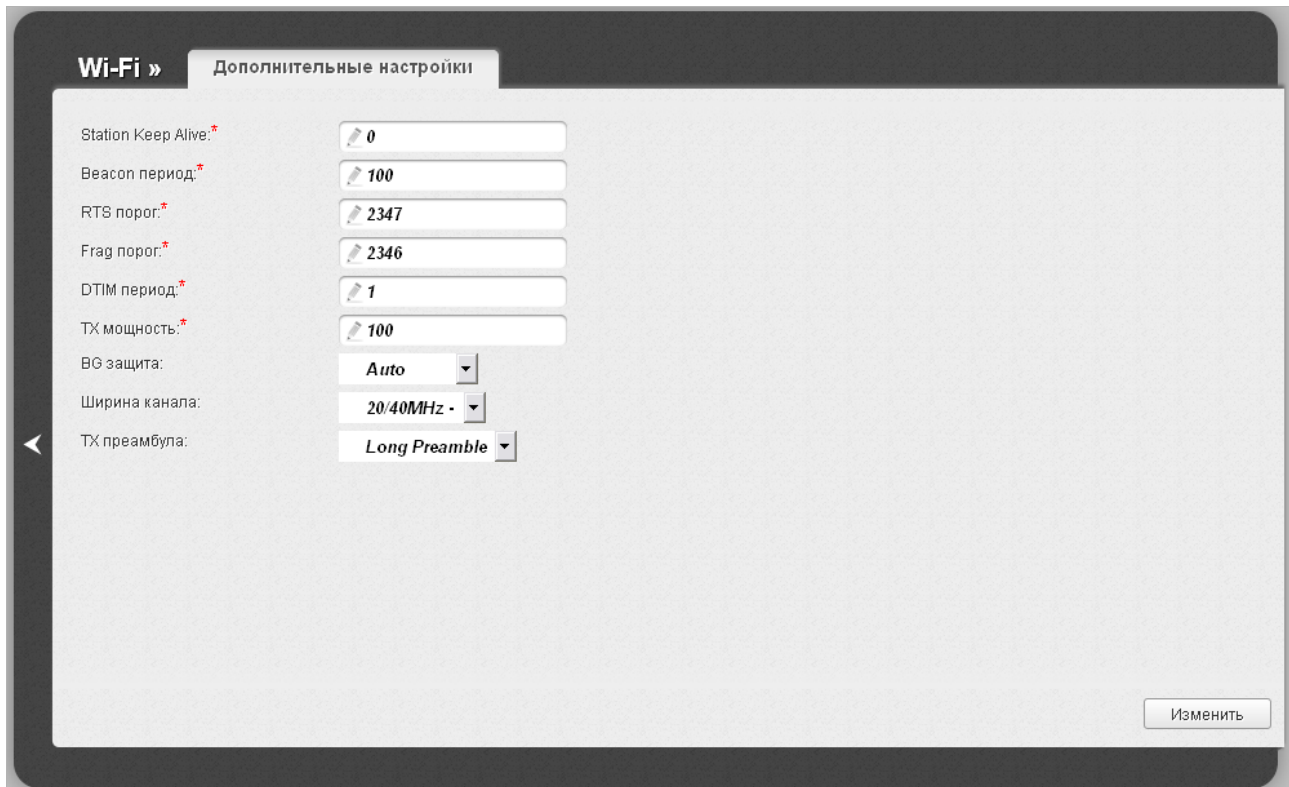 Wi-Fi » Дополнительные настройки
Station Keep Alive:* 0
Beacon период:* 100
RTS порог:* 2347
Frag порог:* 2346
DTIM период:* 1
TX мощность:* 100
BG защита: Auto
Ширина канала: 20/40MHz -
TX преамбула: Long Preamble
Изменить